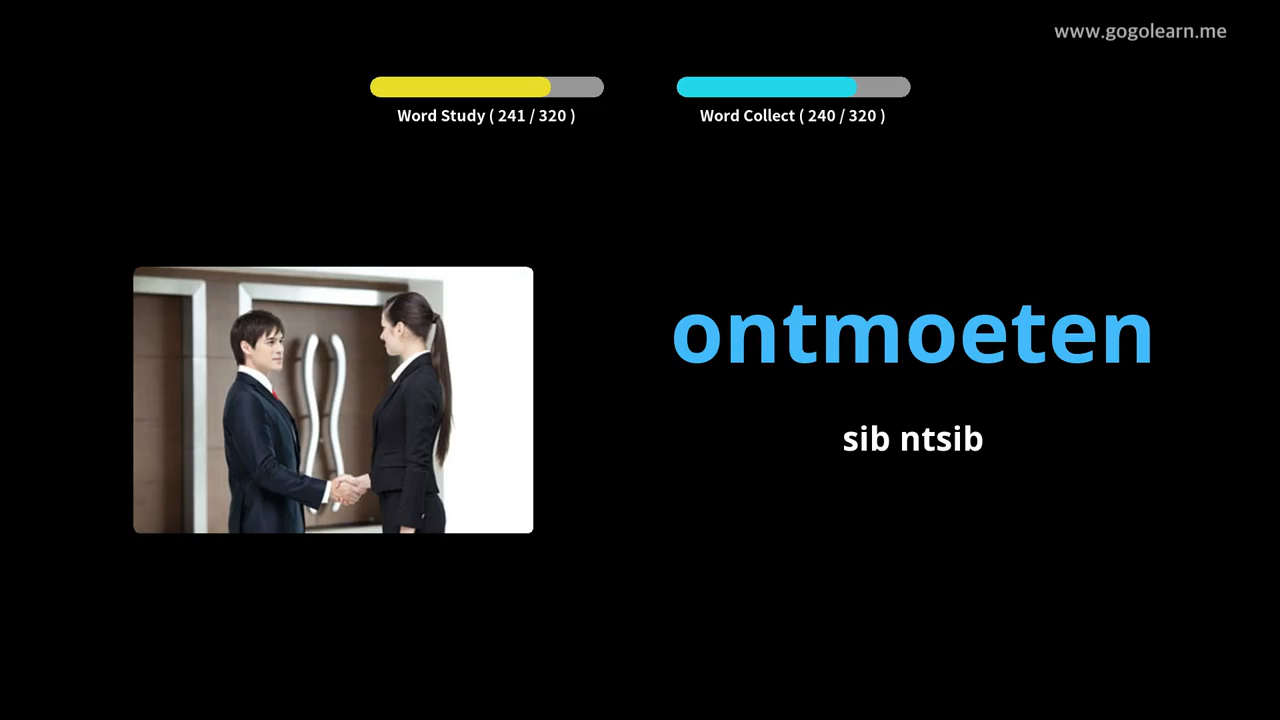 www.gogolearn.me
Word Study ( 241 / 320 )
Word Collect ( 240 / 320 )
ontmoeten
sib ntsib